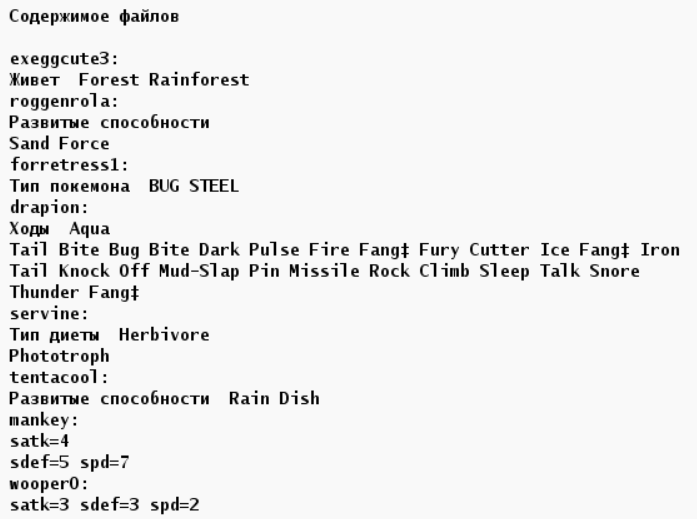 Содержимое файлов
exeggcute3:
Живет  Forest Rainforest
roggenrola:
Развитые способности
Sand Force
forretress1:
Тип покемона  BUG STEEL
drapion:
Ходы  Aqua
Tail Bite Bug Bite Dark Pulse Fire Fang‡ Fury Cutter Ice Fang‡ Iron
Tail Knock Off Mud-Slap Pin Missile Rock Climb Sleep Talk Snore
Thunder Fang‡
servine:
Тип диеты  Herbivore
Phototroph
tentacool:
Развитые способности  Rain Dish
mankey:
satk=4
sdef=5 spd=7
wooper0:
satk=3 sdef=3 spd=2